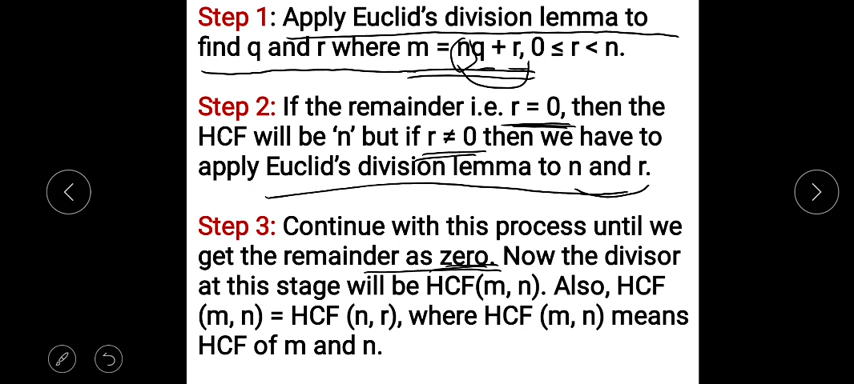 Step 1: Apply Euclid's division lemma to
find q and r where m = nq + r, 0 ≤ r < n.
Step 2: If the remainder i.e. r = 0, then the
HCF will be 'n' but if r ≠ 0 then we have to
apply Euclid's division lemma to n and r.
Step 3: Continue with this process until we
get the remainder as zero. Now the divisor
at this stage will be HCF(m, n). Also, HCF
(m, n) = HCF (n, r), where HCF (m, n) means
HCF of m and n.